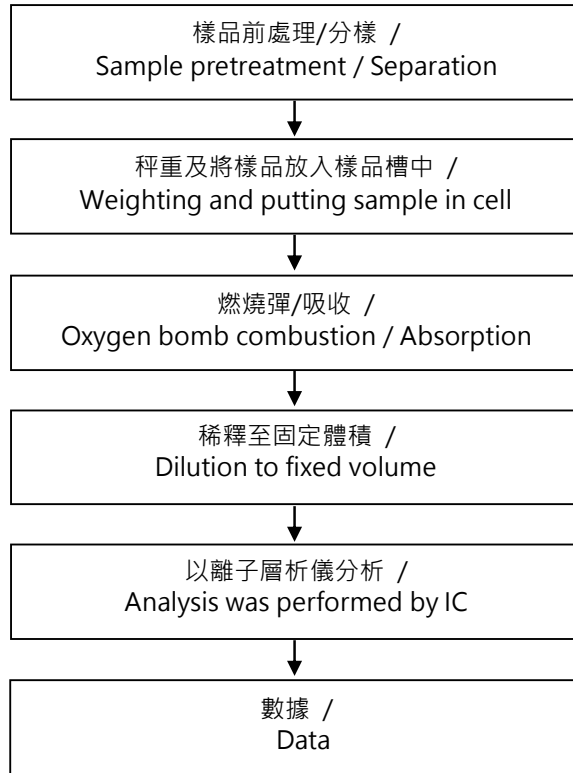 樣品前處理/分樣 /
Sample pretreatment / Separation
秤重及將樣品放入樣品槽中 /
Weighting and putting sample in cell
燃燒彈/吸收 /
Oxygen bomb combustion / Absorption
稀釋至固定體積 /
Dilution to fixed volume
以離子層析儀分析 /
Analysis was performed by IC
數據 /
Data